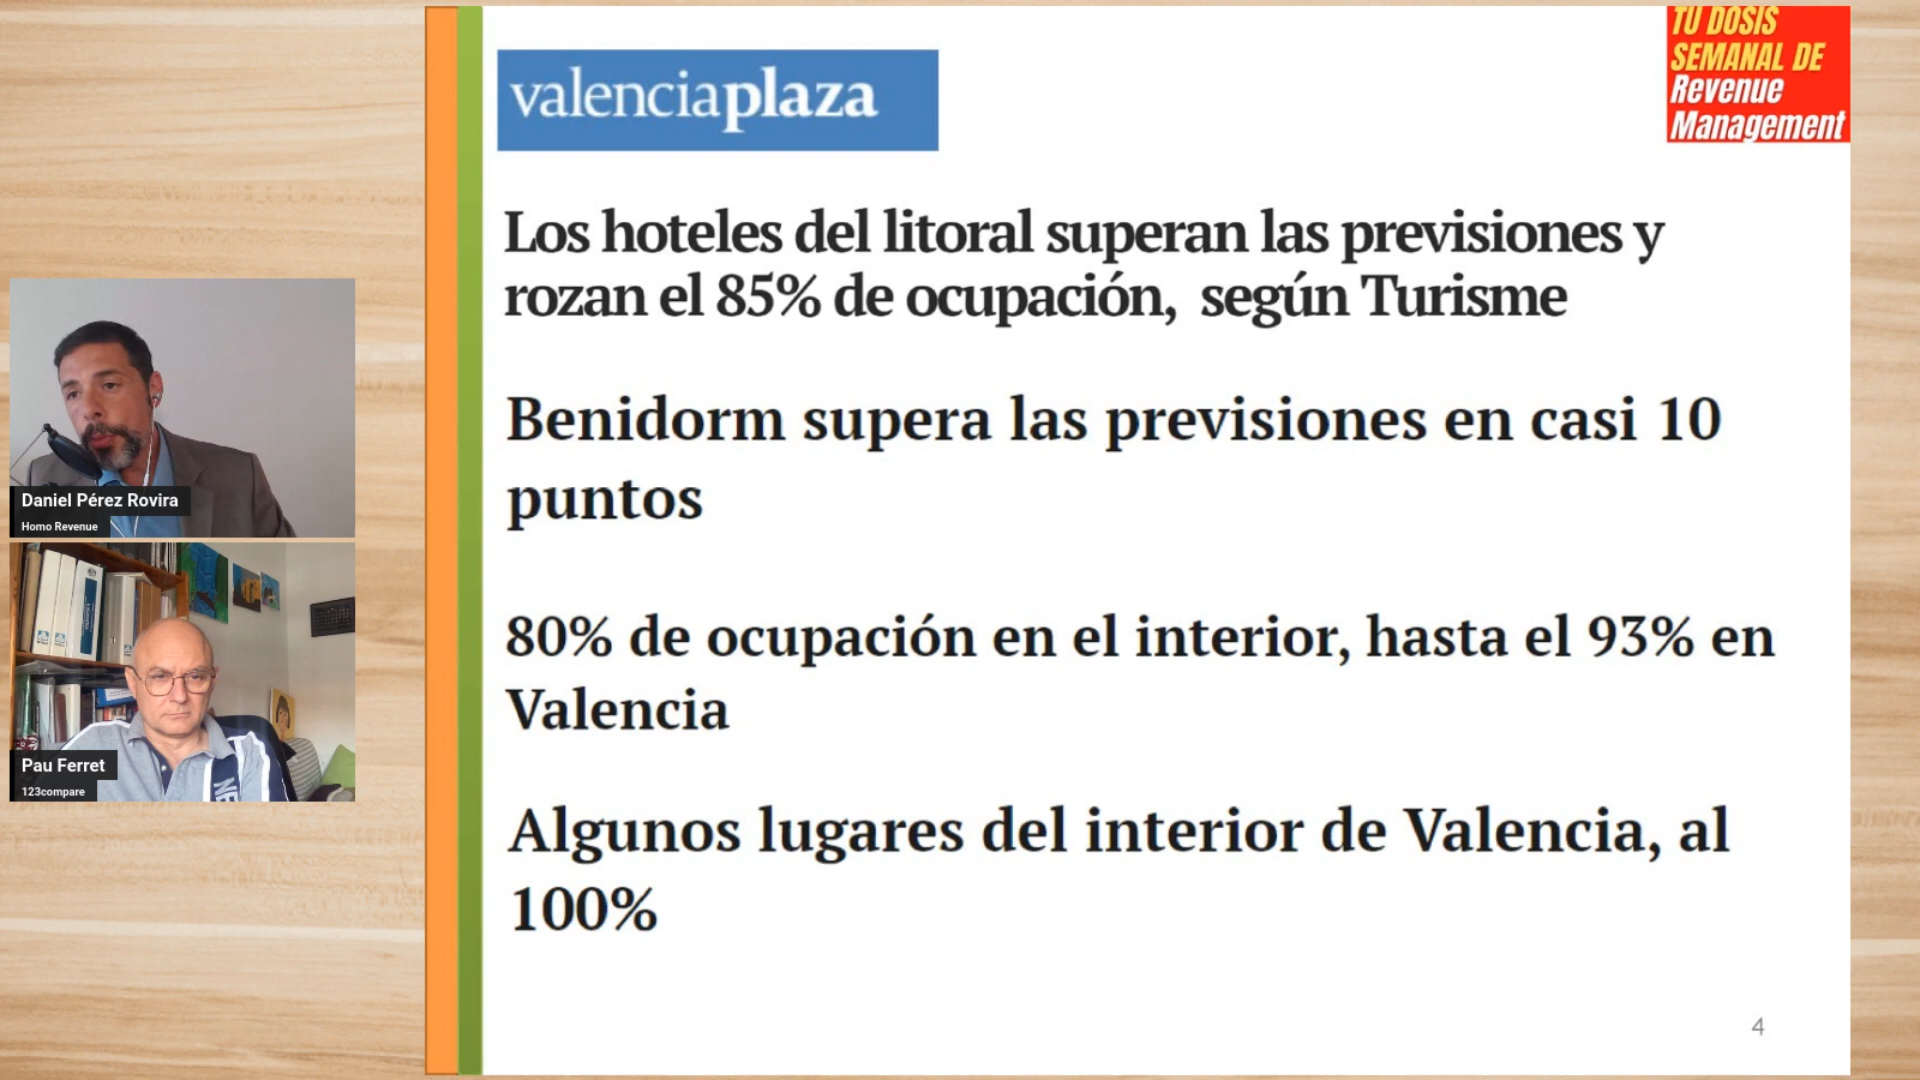 valenciaplaza
TU DOSIS
SEMANAL DE
Revenue
Management
Los hoteles del litoral superan las previsiones y
rozan el 85% de ocupación, según Turisme
Benidorm supera las previsiones en casi 10
puntos
80% de ocupación en el interior, hasta el 93% en
Valencia
Algunos lugares del interior de Valencia, al
100%
4
Daniel Pérez Rovira
Homo Revenue
Pau Ferret
123compare